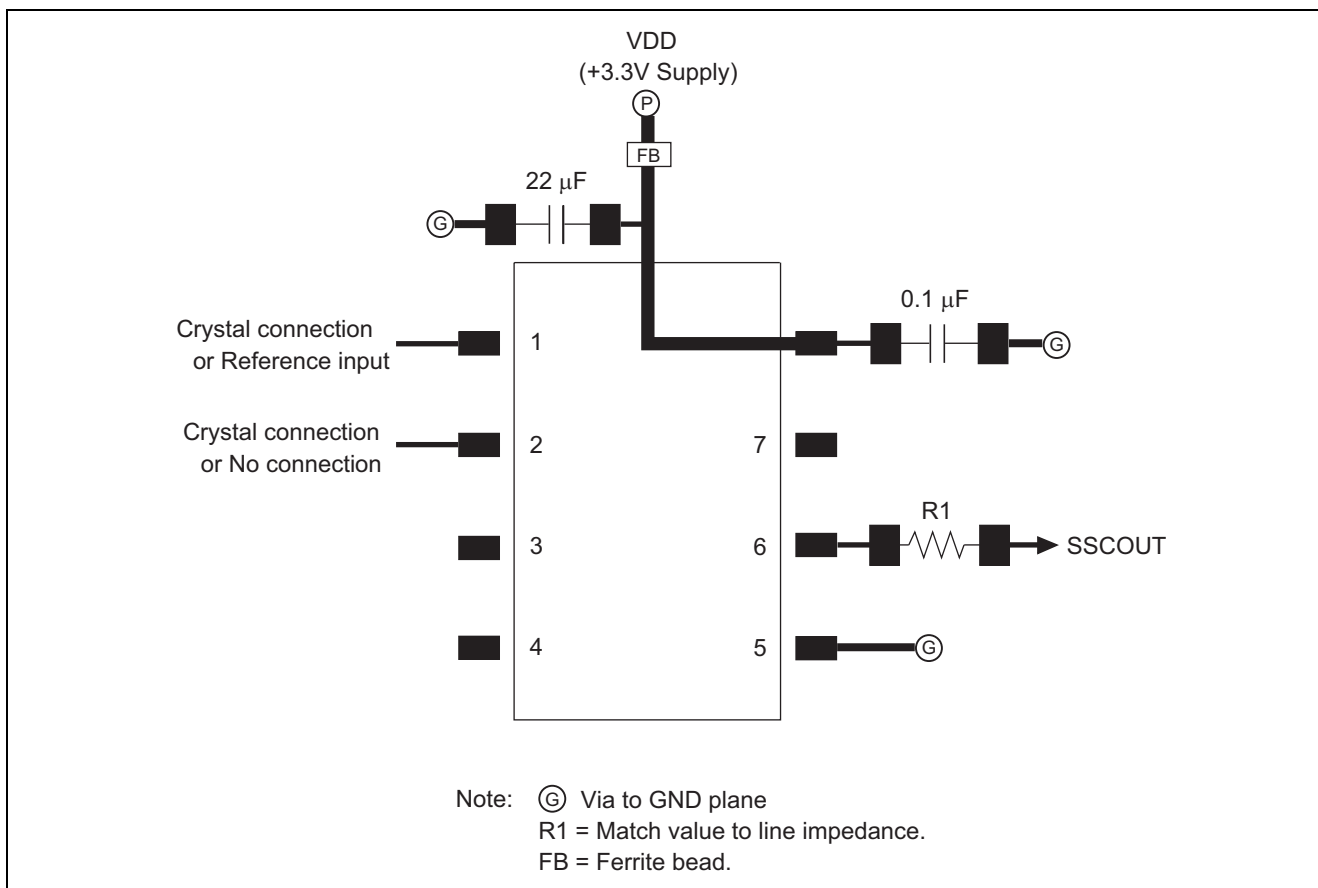 VDD
(+3.3V Supply)
P
FB
22 μF
G
0.1 μF
G
Crystal connection
or Reference input
1
Crystal connection
or No connection
2
7
3
6
R1
SSCOUT
4
5
G
Note: G Via to GND plane
R1 = Match value to line impedance.
FB = Ferrite bead.